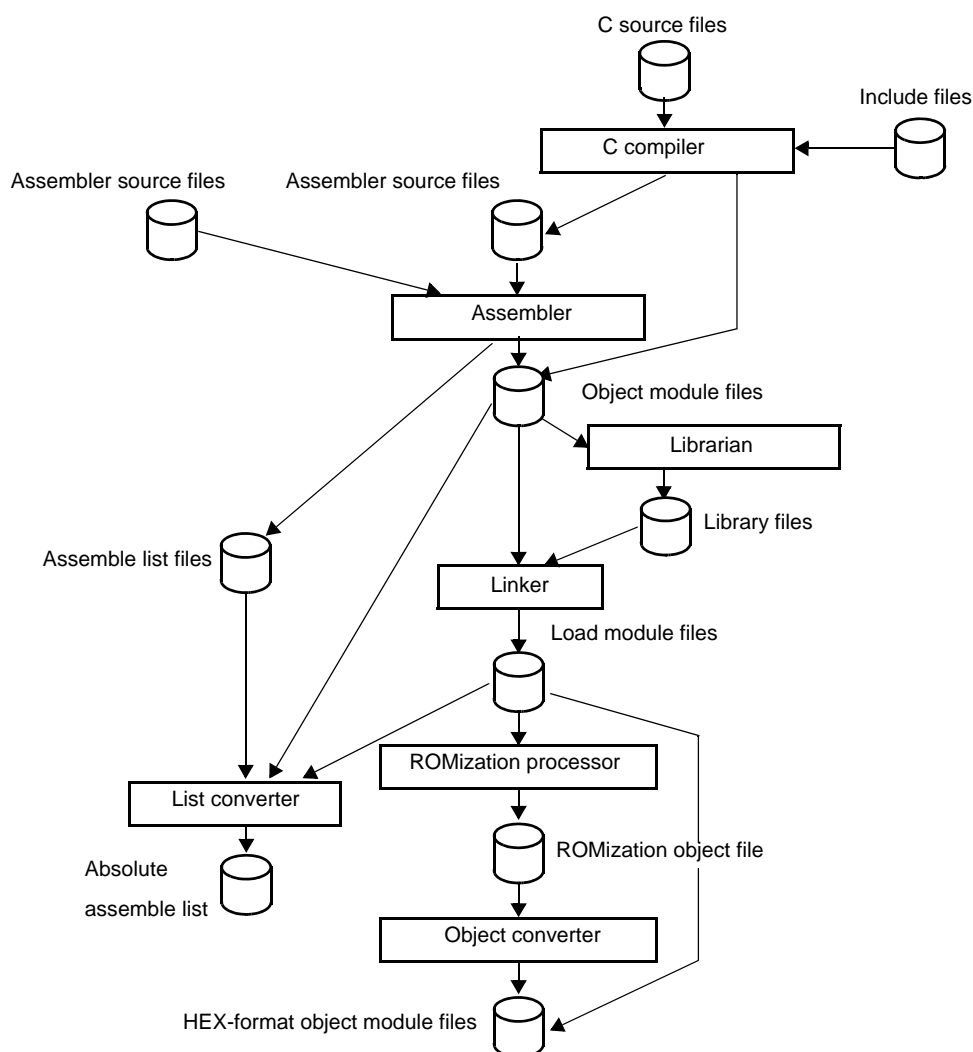 C source files
Include files
C compiler
Assembler source files
Assembler source files
Assembler
Object module files
Librarian
Library files
Assemble list files
Linker
Load module files
ROMization processor
List converter
ROMization object file
Absolute
assemble list
Object converter
HEX-format object module files